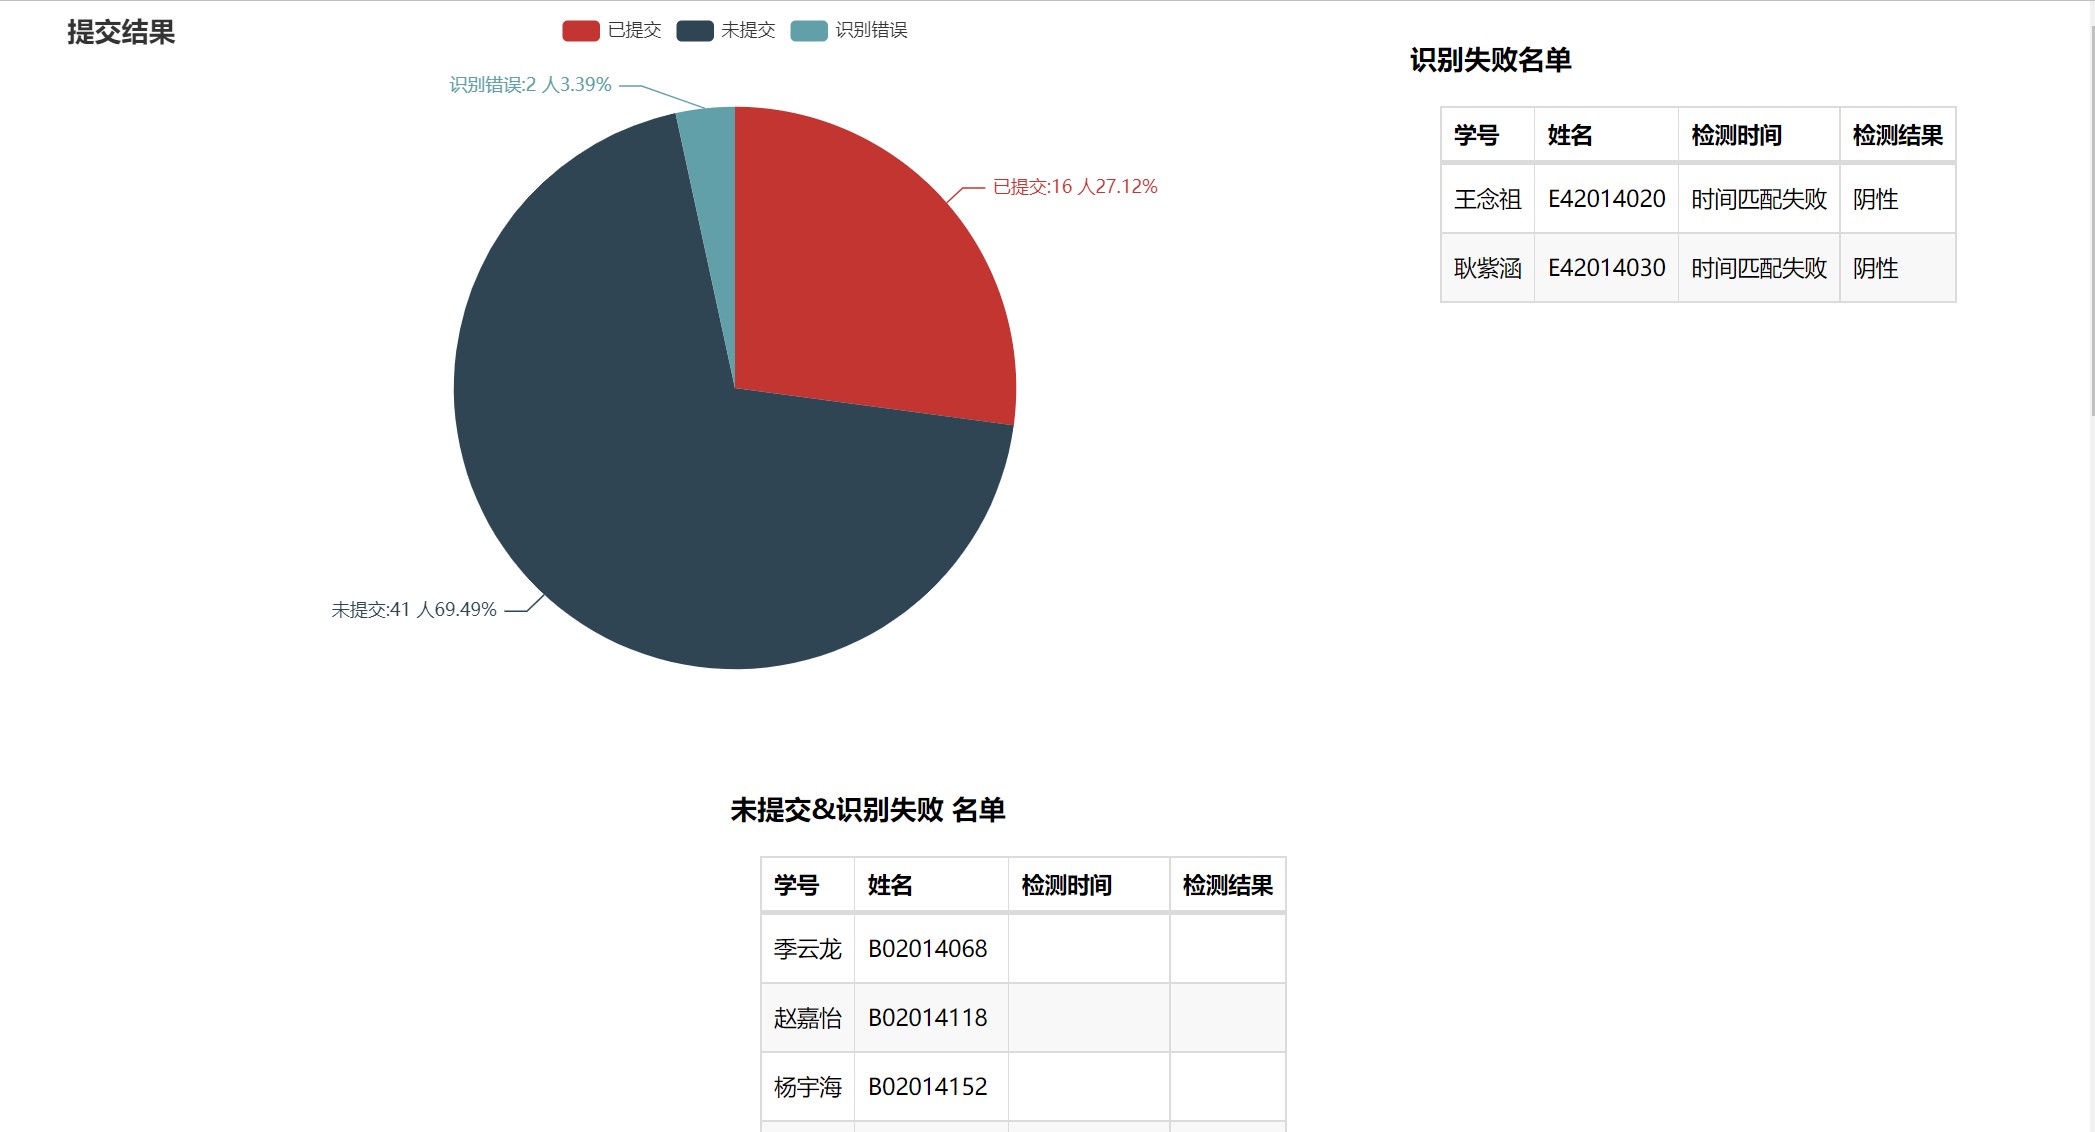 提交结果
已提交 未提交 识别错误
识别错误:2 人3.39%
已提交:16 人27.12%
未提交:41 人69.49%
识别失败名单
学号 姓名 检测时间 检测结果
王念祖 E42014020 时间匹配失败 阴性
耿紫涵 E42014030 时间匹配失败 阴性
未提交&识别失败 名单
学号 姓名 检测时间 检测结果
季云龙 B02014068
赵嘉怡 B02014118
杨宇海 B02014152